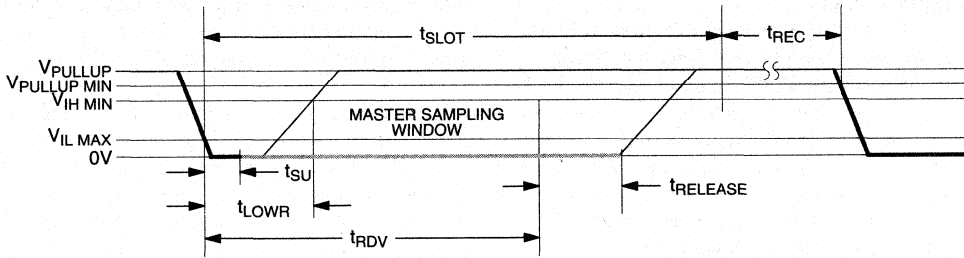 tSLOT
tREC
VPULLUP
VPULLUP MIN
VIH MIN
MASTER SAMPLING
WINDOW
VIL MAX
0V
tSU
tRELEASE
tLOWR
tRDV